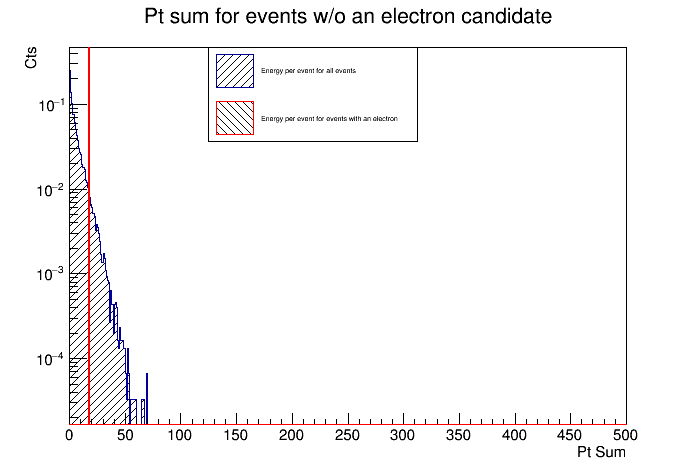 Pt sum for events w/o an electron candidate
Cts
Energy per event for all events
Energy per event for events with an electron
10−1
10−2
10−3
10−4
0 50 100 150 200 250 300 350 400 450 500
Pt Sum